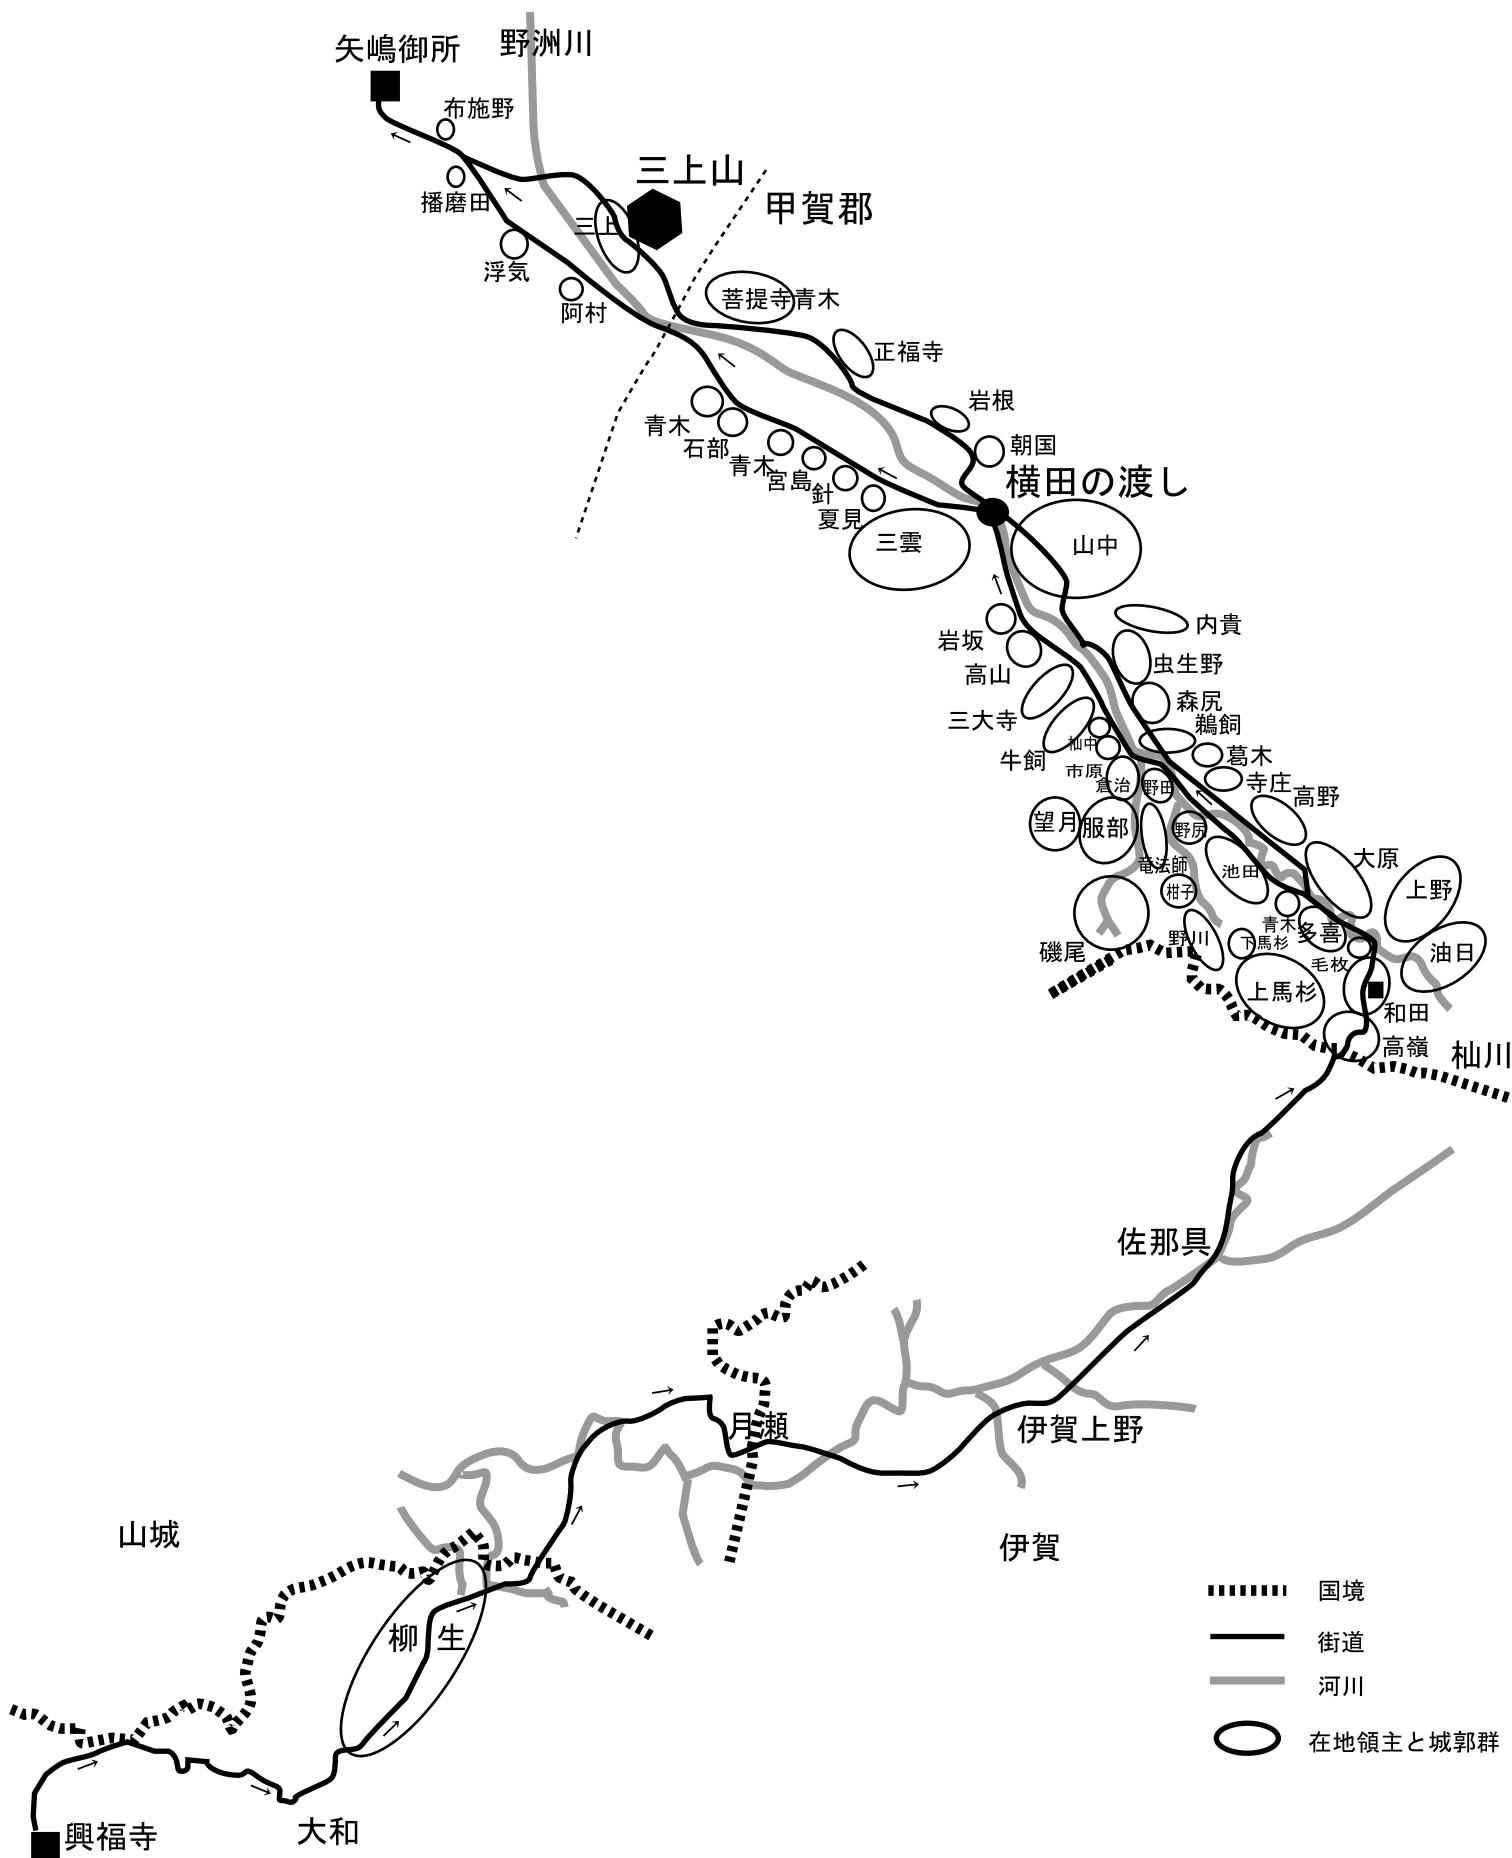 矢嶋御所
野洲川
布施野
三上山
播磨田
甲賀郡
三上
浮気
菩提寺青木
阿村
正福寺
岩根
青木
石部
朝国
青木
宮島
横田の渡し
針
夏見
三雲
山中
内貴
岩坂
虫生野
高山
森尻
三大寺
鵜飼
杣中
牛飼
葛木
市原
倉治
野田
寺庄
高野
望月
服部
野尻
大原
竜法師
池田
上野
柑子
青木
多喜
野川
下馬杉
磯尾
油日
毛枚
上馬杉
和田
高嶺
杣川
佐那具
月瀬
伊賀上野
山城
伊賀
国境
柳生
街道
河川
在地領主と城郭群
興福寺
大和